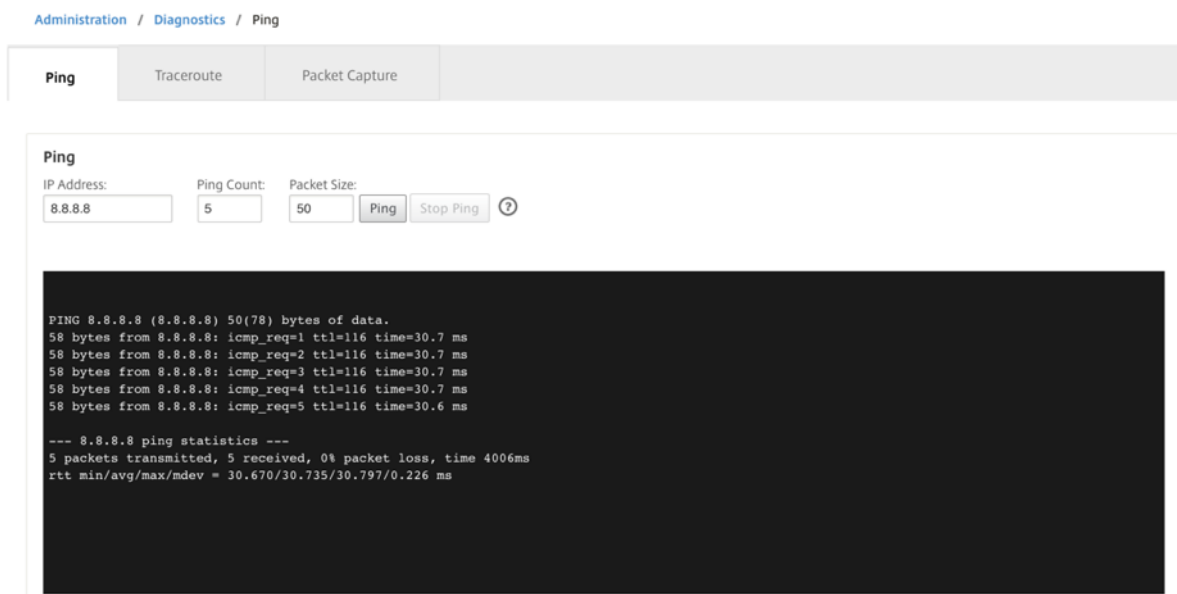 Administration / Diagnostics / Ping
Ping Traceroute Packet Capture
Ping
IP Address: Ping Count: Packet Size:
8.8.8.8 5 50 Ping Stop Ping ?
PING 8.8.8.8 (8.8.8.8) 50(78) bytes of data.
58 bytes from 8.8.8.8: icmp_req=1 ttl=116 time=30.7 ms
58 bytes from 8.8.8.8: icmp_req=2 ttl=116 time=30.7 ms
58 bytes from 8.8.8.8: icmp_req=3 ttl=116 time=30.7 ms
58 bytes from 8.8.8.8: icmp_req=4 ttl=116 time=30.7 ms
58 bytes from 8.8.8.8: icmp_req=5 ttl=116 time=30.6 ms
--- 8.8.8.8 ping statistics ---
5 packets transmitted, 5 received, 0% packet loss, time 4006ms
rtt min/avg/max/mdev = 30.670/30.735/30.797/0.226 ms